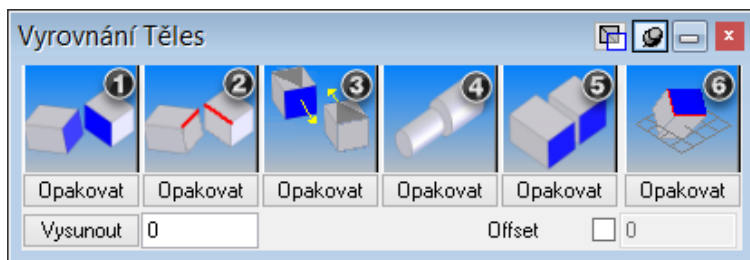 Vyrovnání Těles
1 2 3 4 5 6
Opakovat Opakovat Opakovat Opakovat Opakovat Opakovat
Vysunout 0 Offset 0